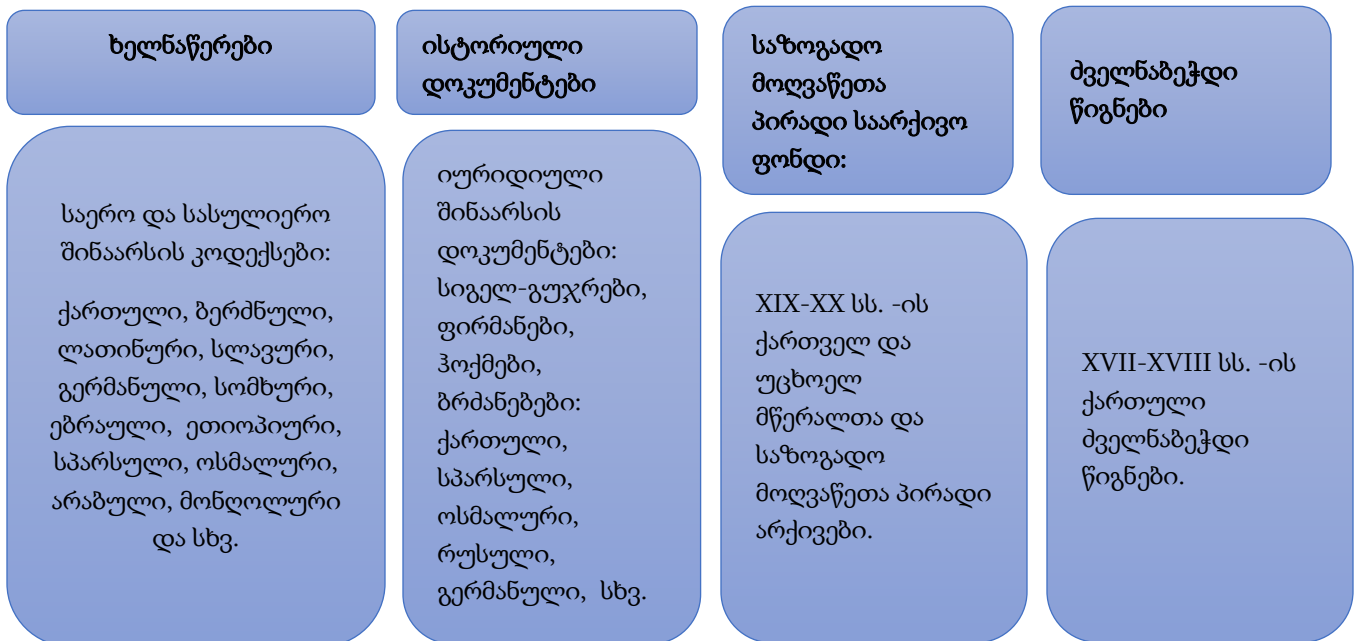 ხელნაწერები
საერო და სასულიერო
შინაარსის კოდექსები:
ქართული, ბერძნული,
ლათინური, სლავური,
გერმანული, სომხური,
ებრაული, ეთიოპიური,
სპარსული, ოსმალური,
არაბული, მონღოლური
და სხვ.
ისტორიული
დოკუმენტები
იურიდიული
შინაარსის
დოკუმენტები:
სიგელ-გუჯრები,
ფირმანები,
ჰოქმები,
ბრძანებები:
ქართული,
სპარსული,
ოსმალური,
რუსული,
გერმანული, სხვ.
საზოგადო
მოღვაწეთა
პირადი საარქივო
ფონდი:
XIX-XX სს. -ის
ქართველ და
უცხოელ
მწერალთა და
საზოგადო
მოღვაწეთა პირადი
არქივები.
ძველნაბეჭდი
წიგნები
XVII-XVIII სს. -ის
ქართული
ძველნაბეჭდი
წიგნები.